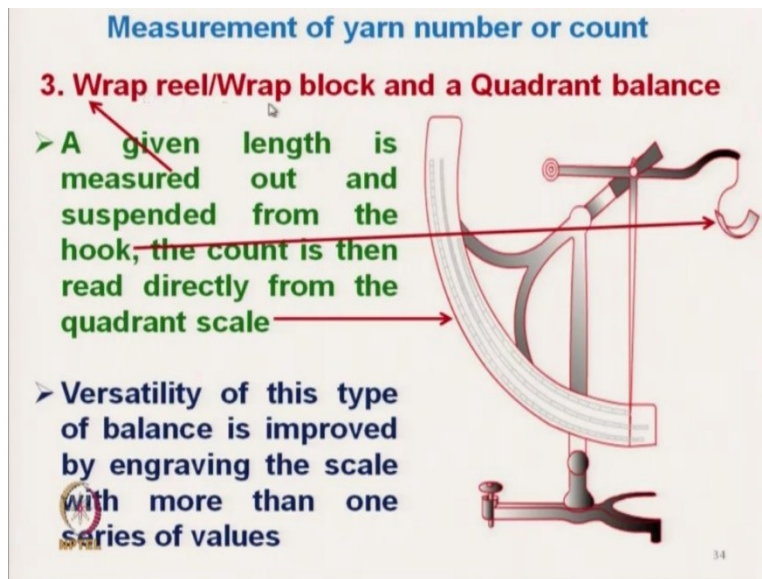 Measurement of yarn number or count
3. Wrap reel/Wrap block and a Quadrant balance
➢ A given length is
measured out and
suspended from the
hook, the count is then
read directly from the
quadrant scale
➢ Versatility of this type
of balance is improved
by engraving the scale
with more than one
series of values
NPTEL
34